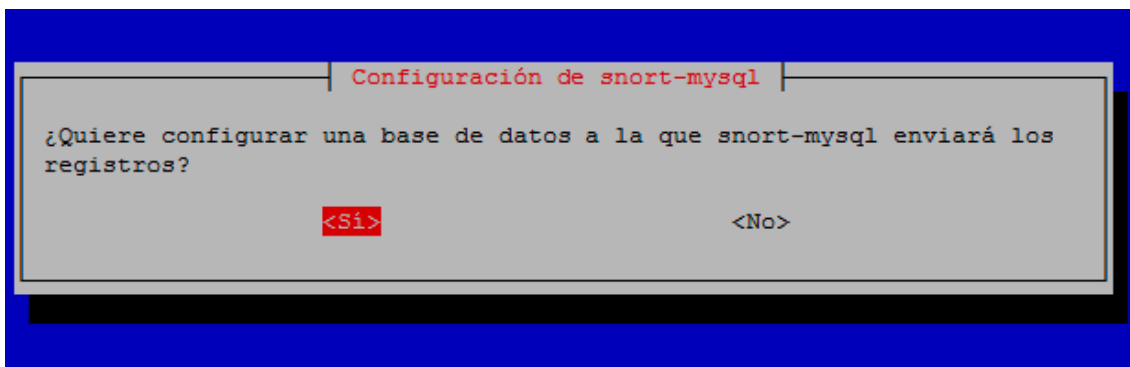 Configuración de snort-mysql
¿Quiere configurar una base de datos a la que snort-mysql enviará los
registros?
<Sí> <No>